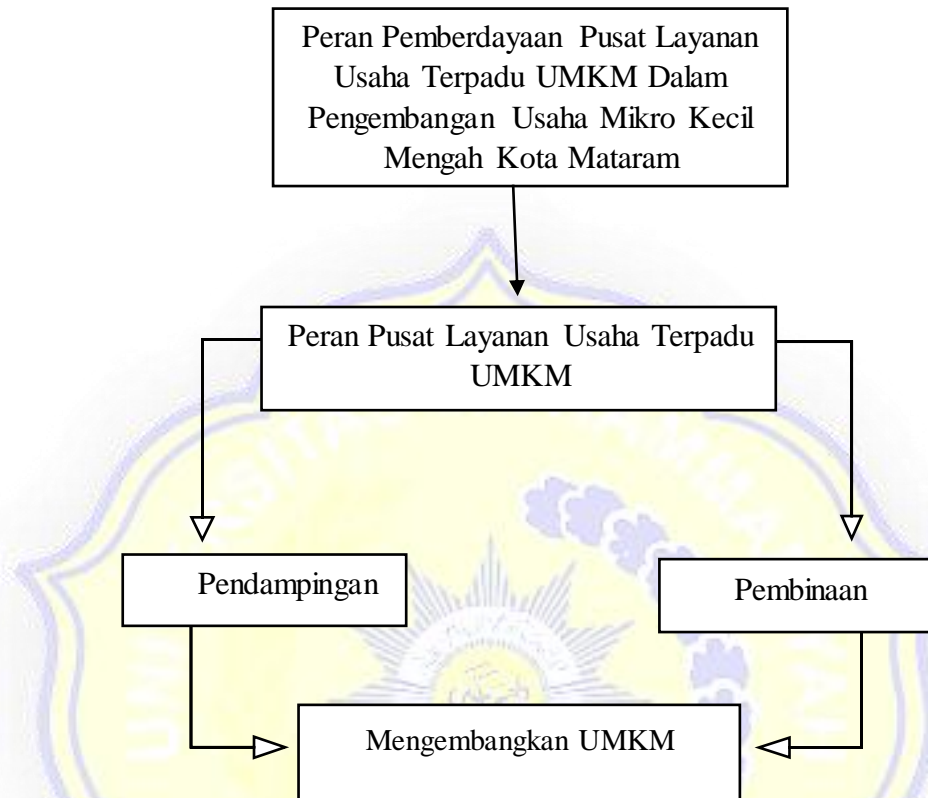 Peran Pemberdayaan Pusat Layanan
Usaha Terpadu UMKM Dalam
Pengembangan Usaha Mikro Kecil
Mengah Kota Mataram
Peran Pusat Layanan Usaha Terpadu
UMKM
Pendampingan
Pembinaan
Mengembangkan UMKM